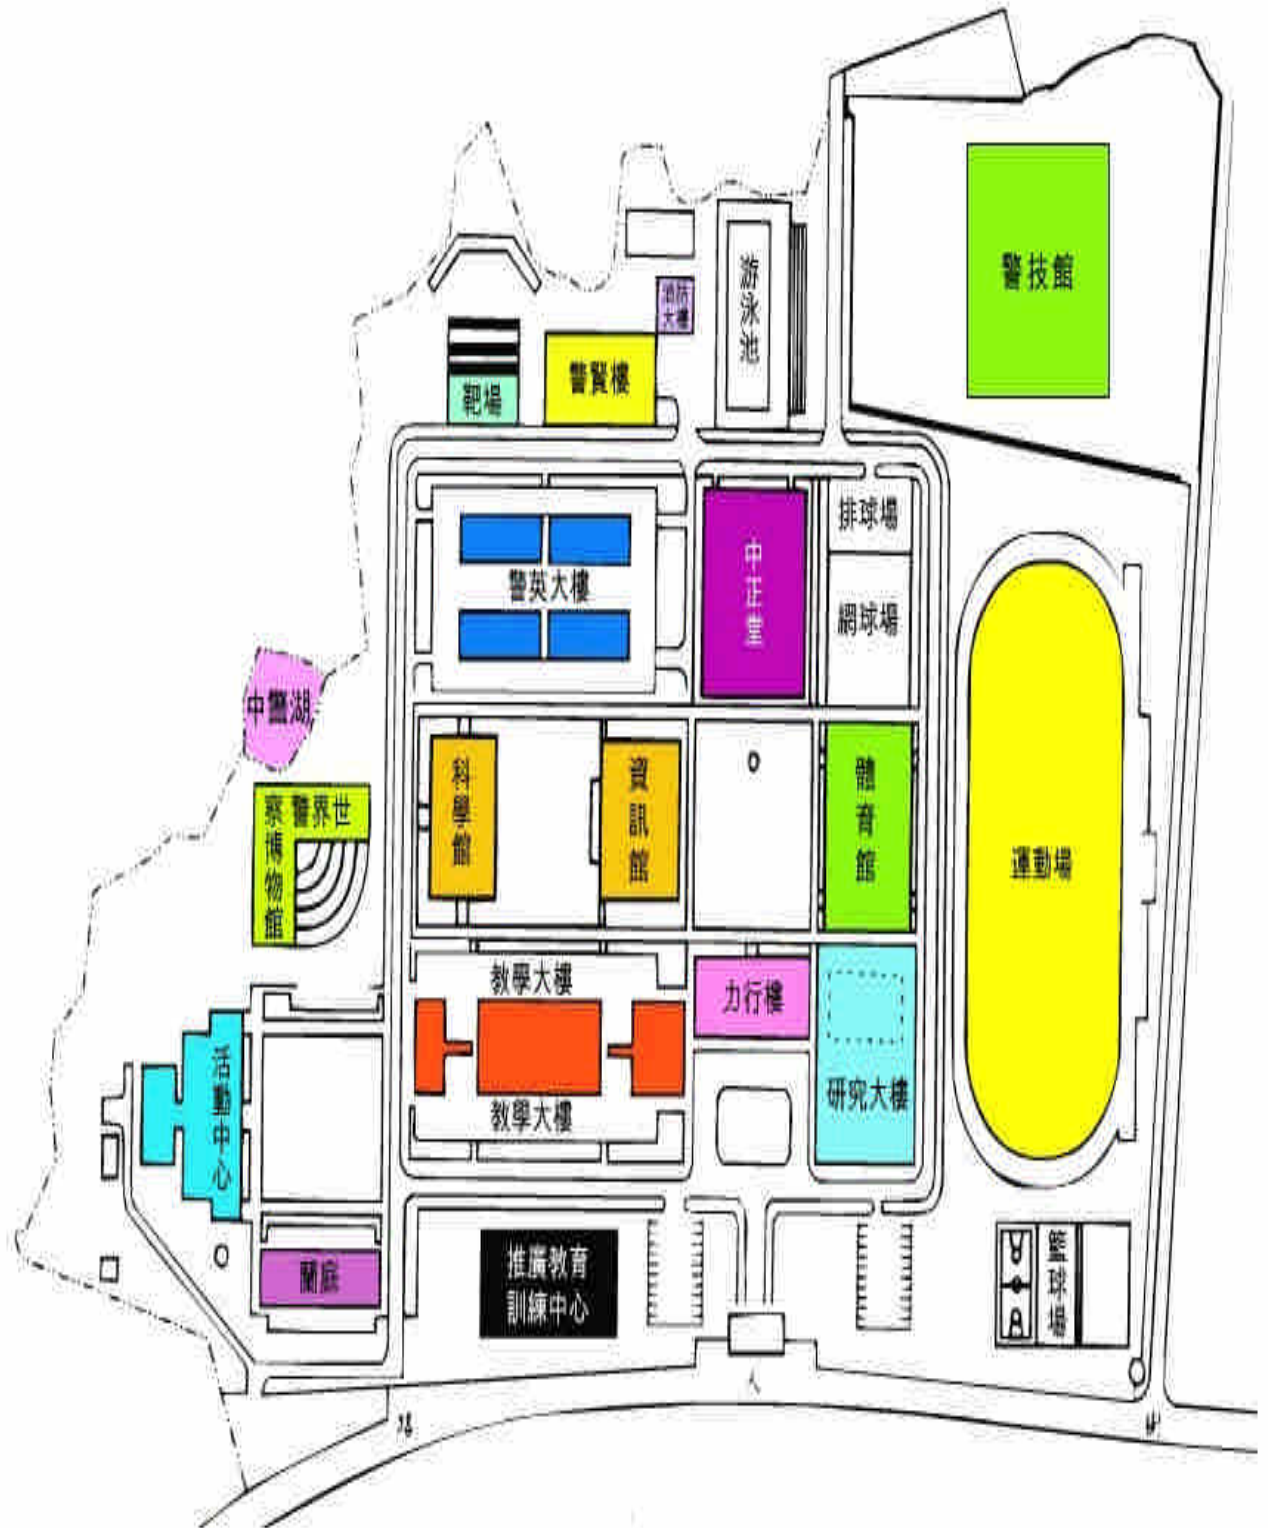 警技館
游泳池
消防
大樓
警賢樓
靶場
排球場
中正堂
警英大樓
網球場
中警湖
科學館
資訊館
體育館
世界警
察博物館
運動場
教學大樓
力行樓
活動中心
研究大樓
教學大樓
蘭庭
推廣教育
訓練中心
籃球場